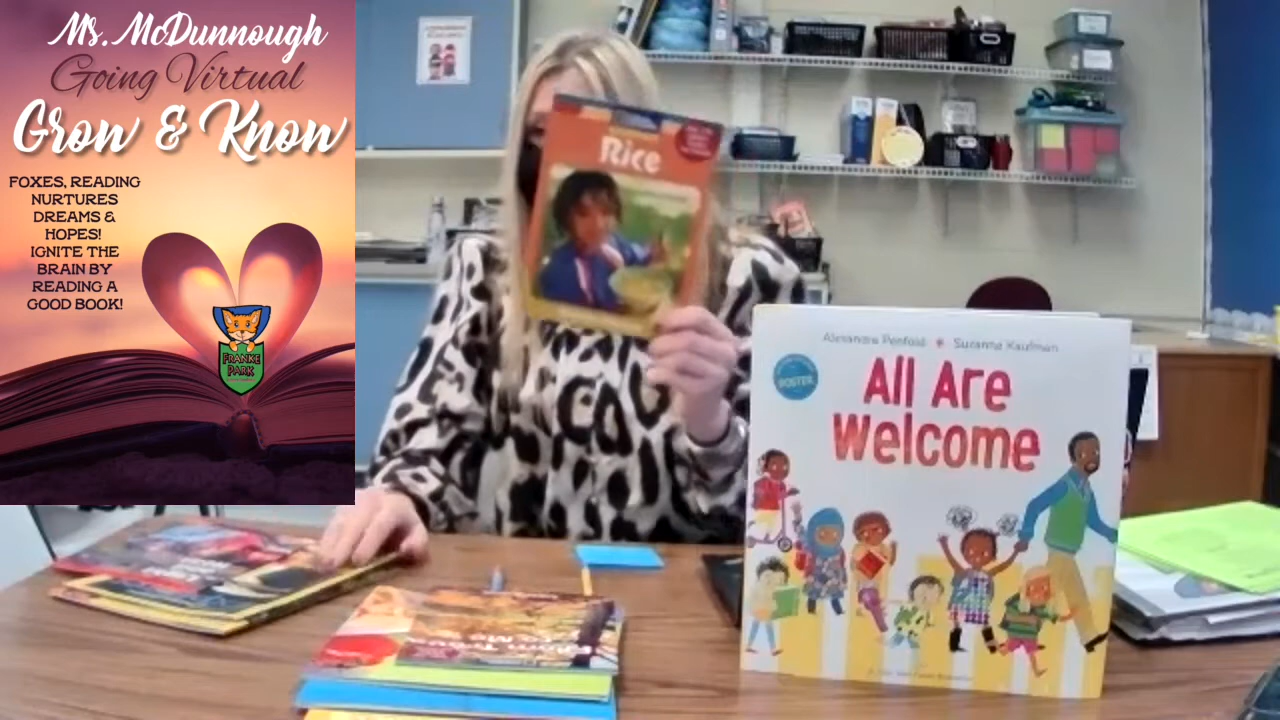 Ms. McDunnough
Going Virtual
Grow & Know
FOXES, READING
NURTURES
DREAMS &
HOPES!
IGNITE THE
BRAIN BY
READING A
GOOD BOOK!
FRANKE
PARK
Rice
Alexandra Penfold * Suzanne Kaufman
POSTER
All Are
Welcome